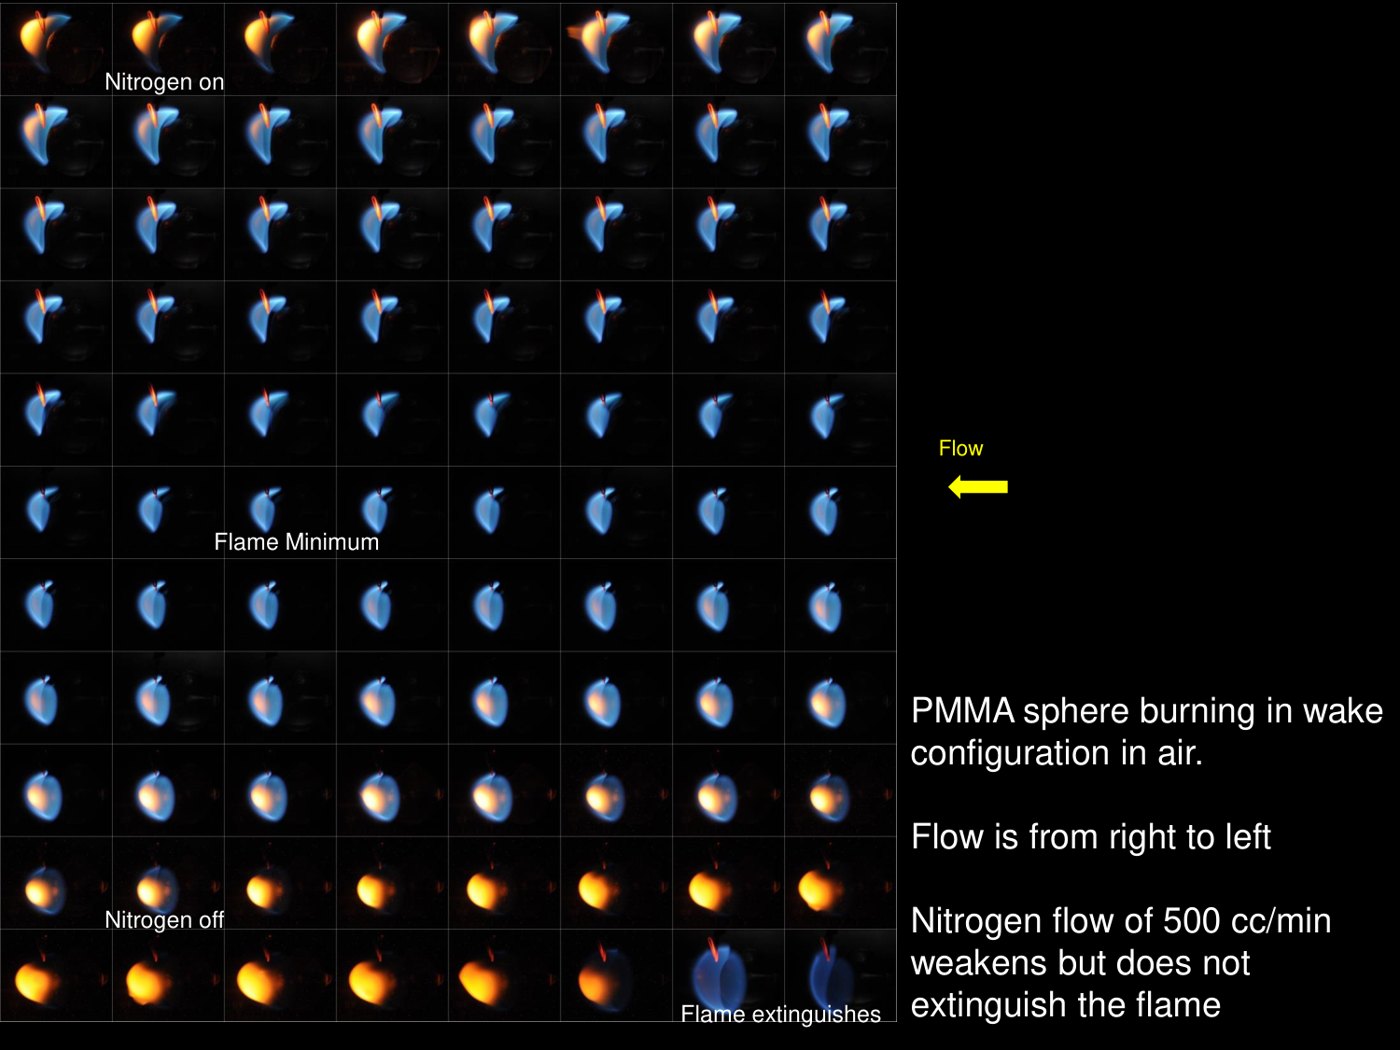 Nitrogen on
Flow
Flame Minimum
PMMA sphere burning in wake
configuration in air.
Flow is from right to left
Nitrogen off
Nitrogen flow of 500 cc/min
weakens but does not
extinguish the flame
Flame extinguishes